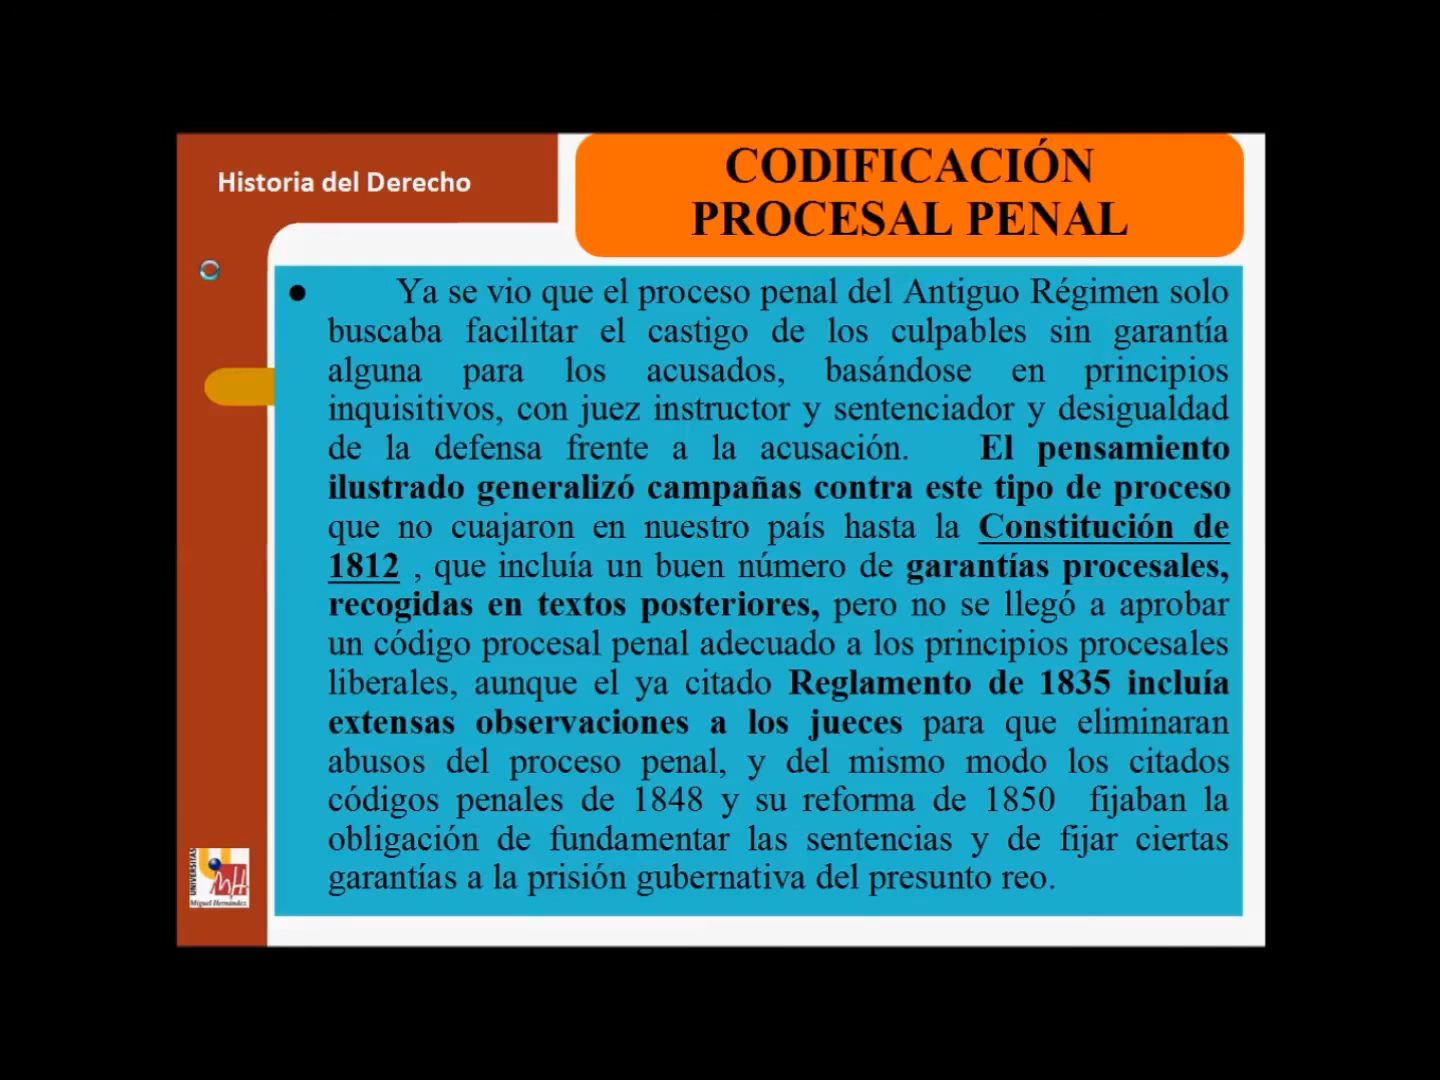 Historia del Derecho
CODIFICACIÓN
PROCESAL PENAL
● Ya se vio que el proceso penal del Antiguo Régimen solo
buscaba facilitar el castigo de los culpables sin garantía
alguna para los acusados, basándose en principios
inquisitivos, con juez instructor y sentenciador y desigualdad
de la defensa frente a la acusación. El pensamiento
ilustrado generalizó campañas contra este tipo de proceso
que no cuajaron en nuestro país hasta la Constitución de
1812 , que incluía un buen número de garantías procesales,
recogidas en textos posteriores, pero no se llegó a aprobar
un código procesal penal adecuado a los principios procesales
liberales, aunque el ya citado Reglamento de 1835 incluía
extensas observaciones a los jueces para que eliminaran
abusos del proceso penal, y del mismo modo los citados
códigos penales de 1848 y su reforma de 1850 fijaban la
obligación de fundamentar las sentencias y de fijar ciertas
garantías a la prisión gubernativa del presunto reo.
UNIVERSITAS
Miguel Hernández